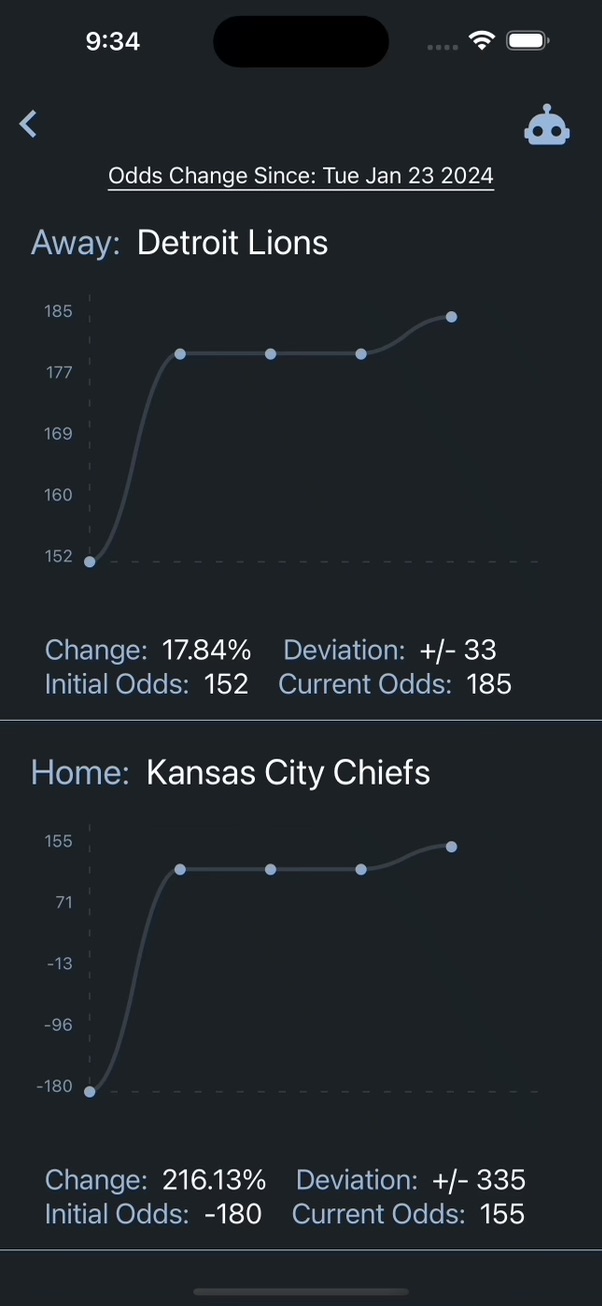 9:34
Odds Change Since: Tue Jan 23 2024
Away: Detroit Lions
185
177
169
160
152
Change: 17.84% Deviation: +/- 33
Initial Odds: 152 Current Odds: 185
Home: Kansas City Chiefs
155
71
-13
-96
-180
Change: 216.13% Deviation: +/- 335
Initial Odds: -180 Current Odds: 155